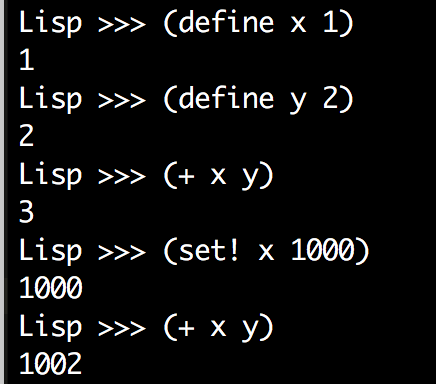 Lisp >>> (define x 1)
1
Lisp >>> (define y 2)
2
Lisp >>> (+ x y)
3
Lisp >>> (set! x 1000)
1000
Lisp >>> (+ x y)
1002